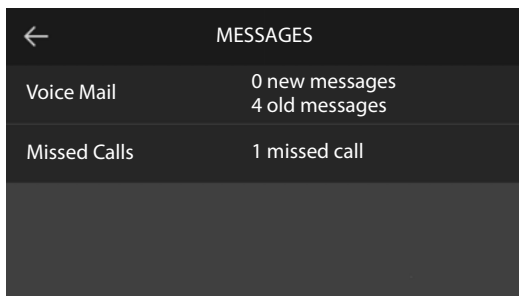 MESSAGES
Voice Mail
0 new messages
4 old messages
Missed Calls
1 missed call